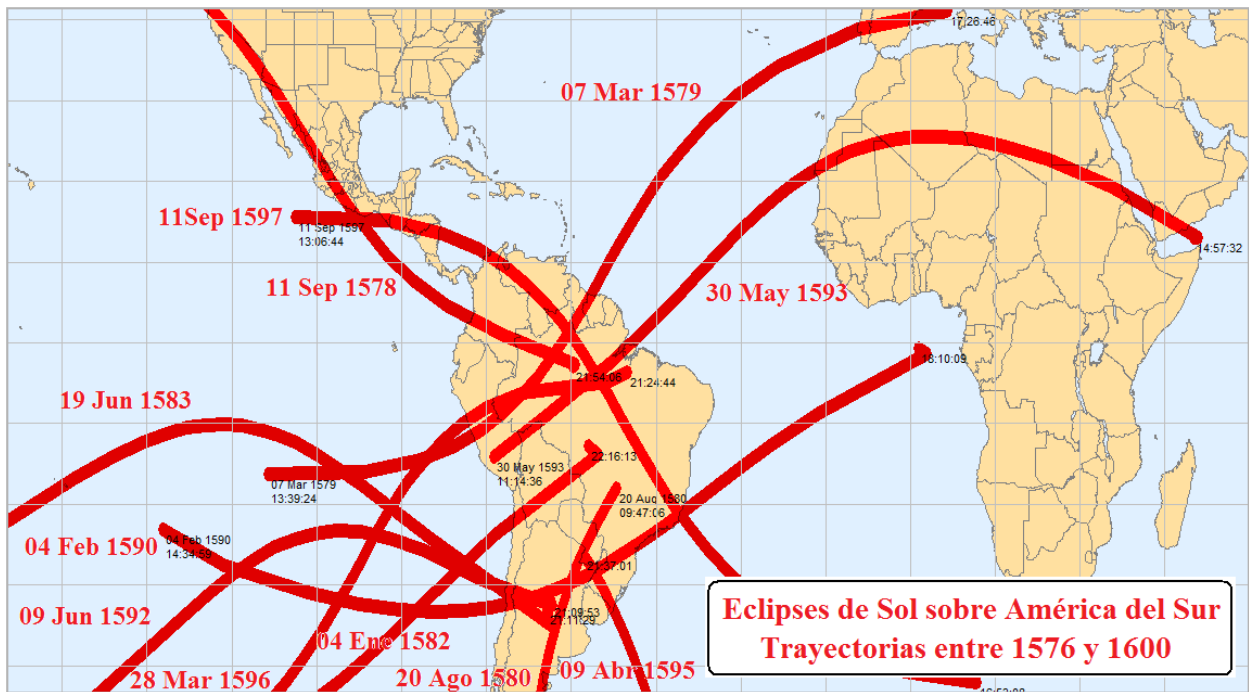 17:26:46
07 Mar 1579
11Sep 1597
11 Sep 1597
13:06:44
14:57:32
11 Sep 1578
30 May 1593
18:10:09
21:54:06
21:24:44
19 Jun 1583
22:16:13
30 May 1593
11:14:36
07 Mar 1579
13:39:24
20 Aug 1580
09:47:06
04 Feb 1590
04 Feb 1590
14:34:59
21:37:01
21:09:53
21:11:29
09 Jun 1592
04 Ene 1582
28 Mar 1596
20 Ago 1580
09 Abr 1595
Eclipses de Sol sobre América del Sur
Trayectorias entre 1576 y 1600